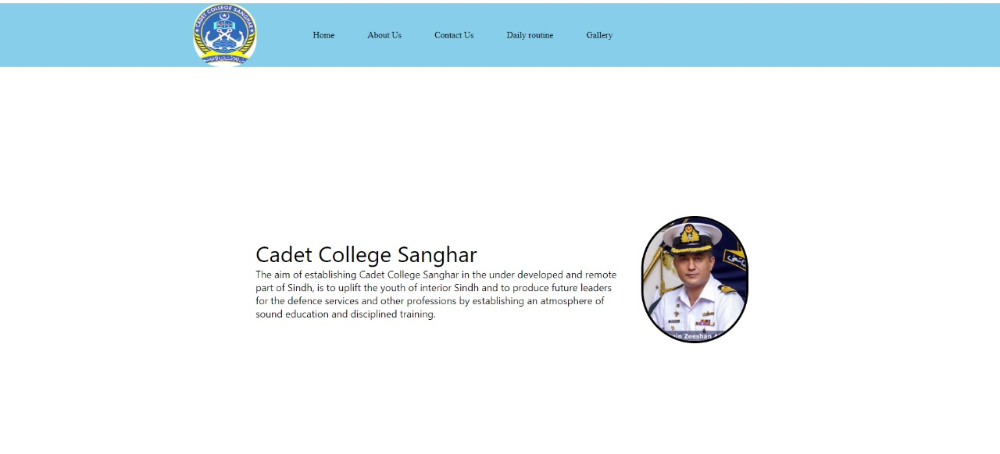 CADET COLLEGE SANGHAR
Home
About Us
Contact Us
Daily routine
Gallery
Cadet College Sanghar
The aim of establishing Cadet College Sanghar in the under developed and remote
part of Sindh, is to uplift the youth of interior Sindh and to produce future leaders
for the defence services and other professions by establishing an atmosphere of
sound education and disciplined training.
Zeeshan